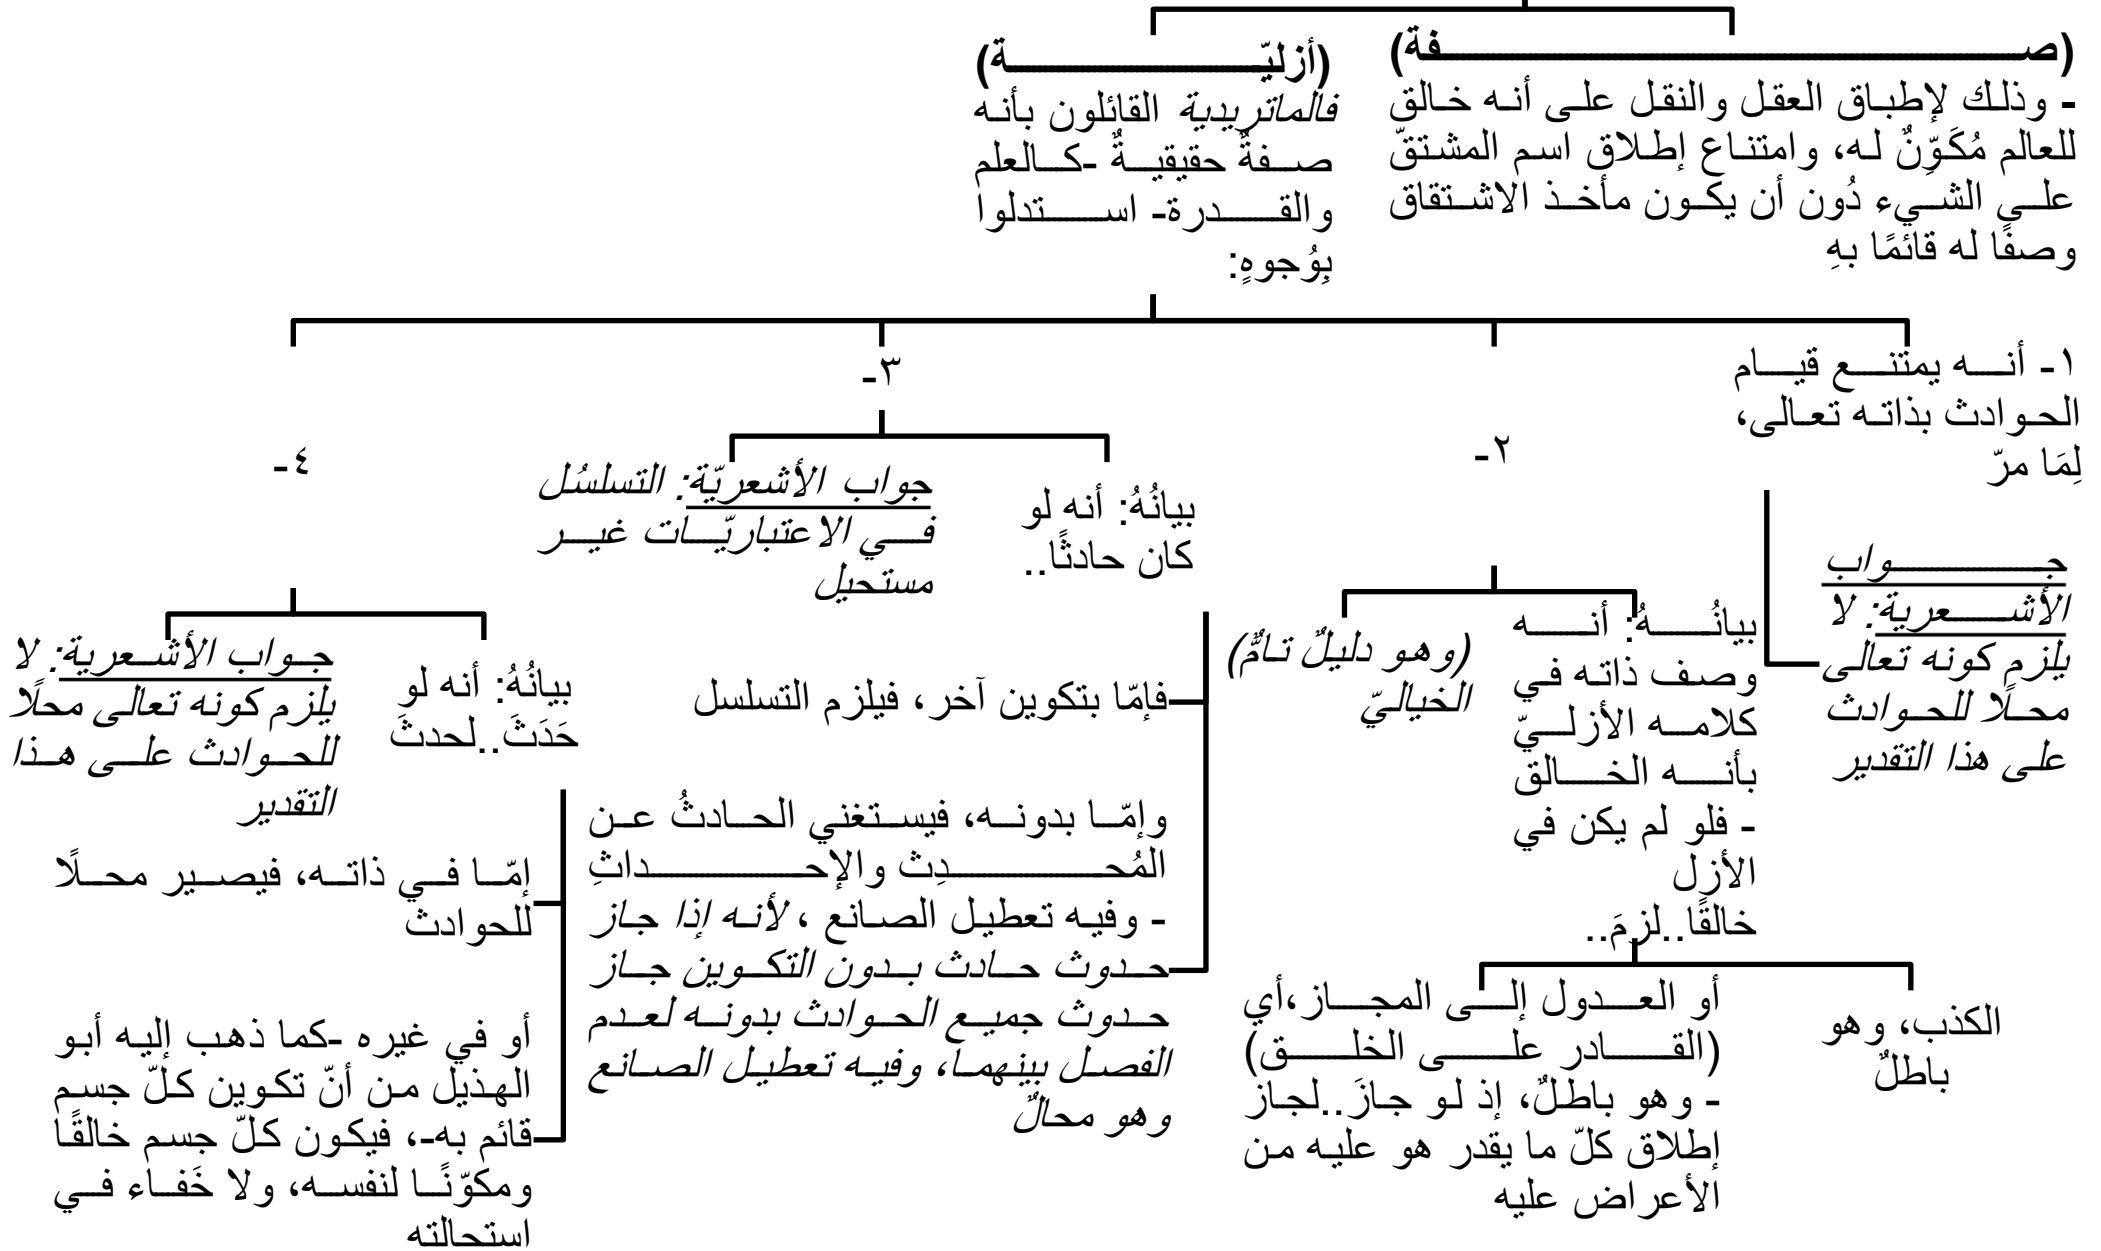 (صفة)
- وذلك لإطباق العقل والنقل على أنه خالق
للعالم مُكَوِّنٌ له، وامتناع إطلاق اسم المشتقّ
على الشيء دُون أن يكون مأخذ الاشتقاق
وصفًا له قائمًا بهِ
(أزليّة)
فالماتريدية القائلون بأنه
صفةٌ حقيقيةٌ -كالعلم
والقدرة- استدلوا
بِوُجوهٍ:
١- أنه يمتنع قيام
الحوادث بذاته تعالى،
لِمَا مرّ
جواب
الأشعرية: لا
يلزم كونه تعالى
محلًا للحوادث
على هذا التقدير
٢-
بيانُهُ: أنه
وصف ذاته في
كلامه الأزليّ
بأنه الخالق
- فلو لم يكن في
الأزل
خالقًا..لزمَ..
الكذب، وهو
باطلٌ
أو العدول إلى المجاز،أي
(القادر على الخلق)
- وهو باطلٌ، إذ لو جازَ..لجاز
إطلاق كلّ ما يقدر هو عليه من
الأعراض عليه
(وهو دليلٌ تامٌّ)
الخياليّ
٣-
بيانُهُ: أنه لو
كان حادثًا..
فإمّا بتكوين آخر، فيلزم التسلسل
وإمّا بدونه، فيستغني الحادثُ عن
المُحدِث والإحداثِ
- وفيه تعطيل الصانع ، لأنه إذا جاز
حدوث حادث بدون التكوين جاز
حدوث جميع الحوادث بدونه لعدم
الفصل بينهما، وفيه تعطيل الصانع
وهو محالٌ
جواب الأشعريّة: التسلسُل
في الاعتباريّات غير
مستحيل
٤-
بيانُهُ: أنه لو
حَدَثَ..لحدثَ
إمّا في ذاته، فيصير محلًا
للحوادث
أو في غيره -كما ذهب إليه أبو
الهذيل من أنّ تكوين كلّ جسم
قائم به-، فيكون كلّ جسم خالقًا
ومكوّنًا لنفسه، ولا خَفاء في
استحالته
جواب الأشعرية: لا
يلزم كونه تعالى محلًا
للحوادث على هذا
التقدير